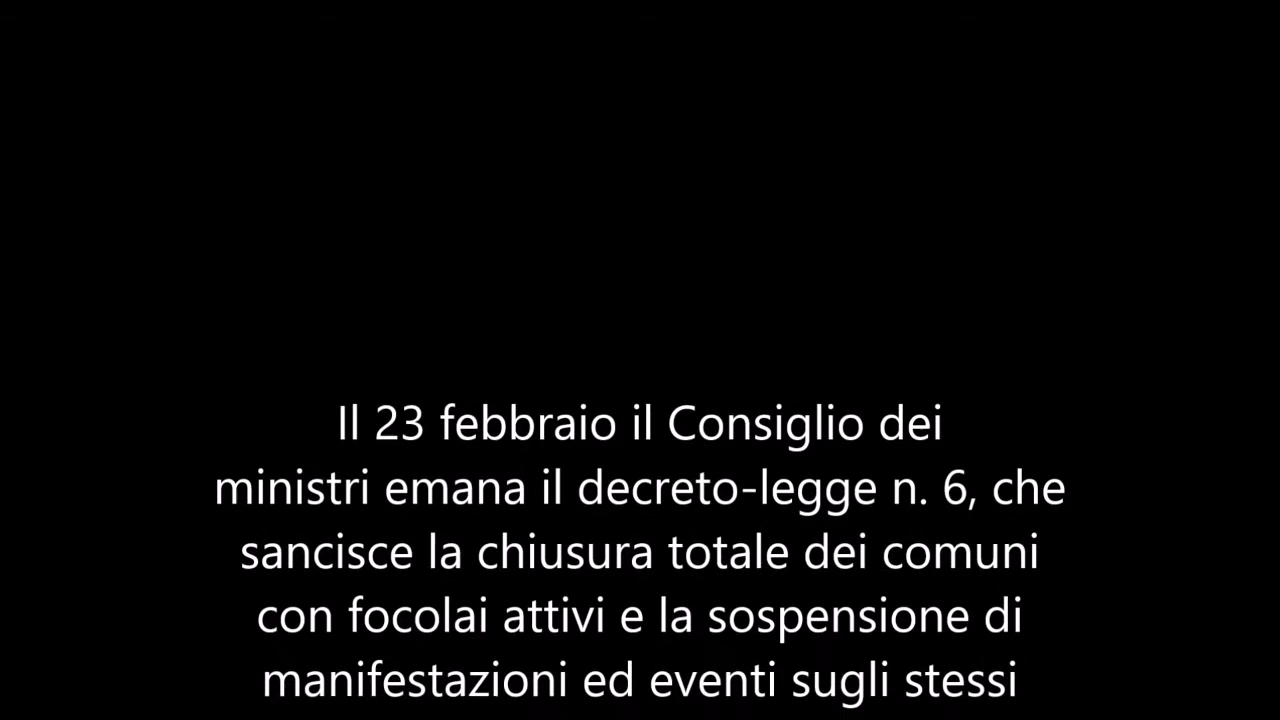 Il 23 febbraio il Consiglio dei
ministri emana il decreto-legge n. 6, che
sancisce la chiusura totale dei comuni
con focolai attivi e la sospensione di
manifestazioni ed eventi sugli stessi